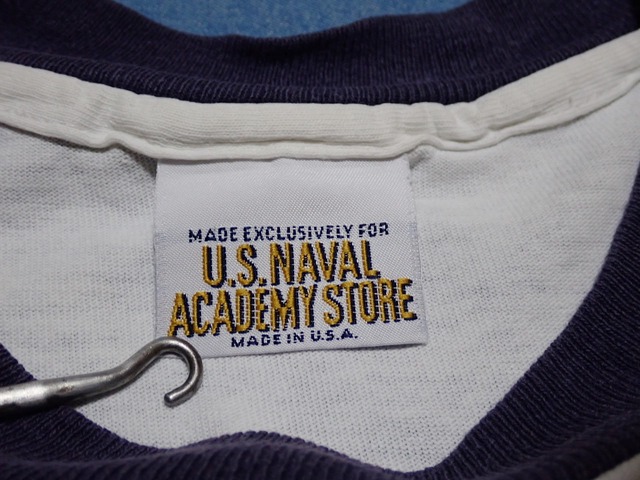 MADE EXCLUSIVELY FOR
U.S. NAVAL
ACADEMY STORE
MADE IN U.S.A.